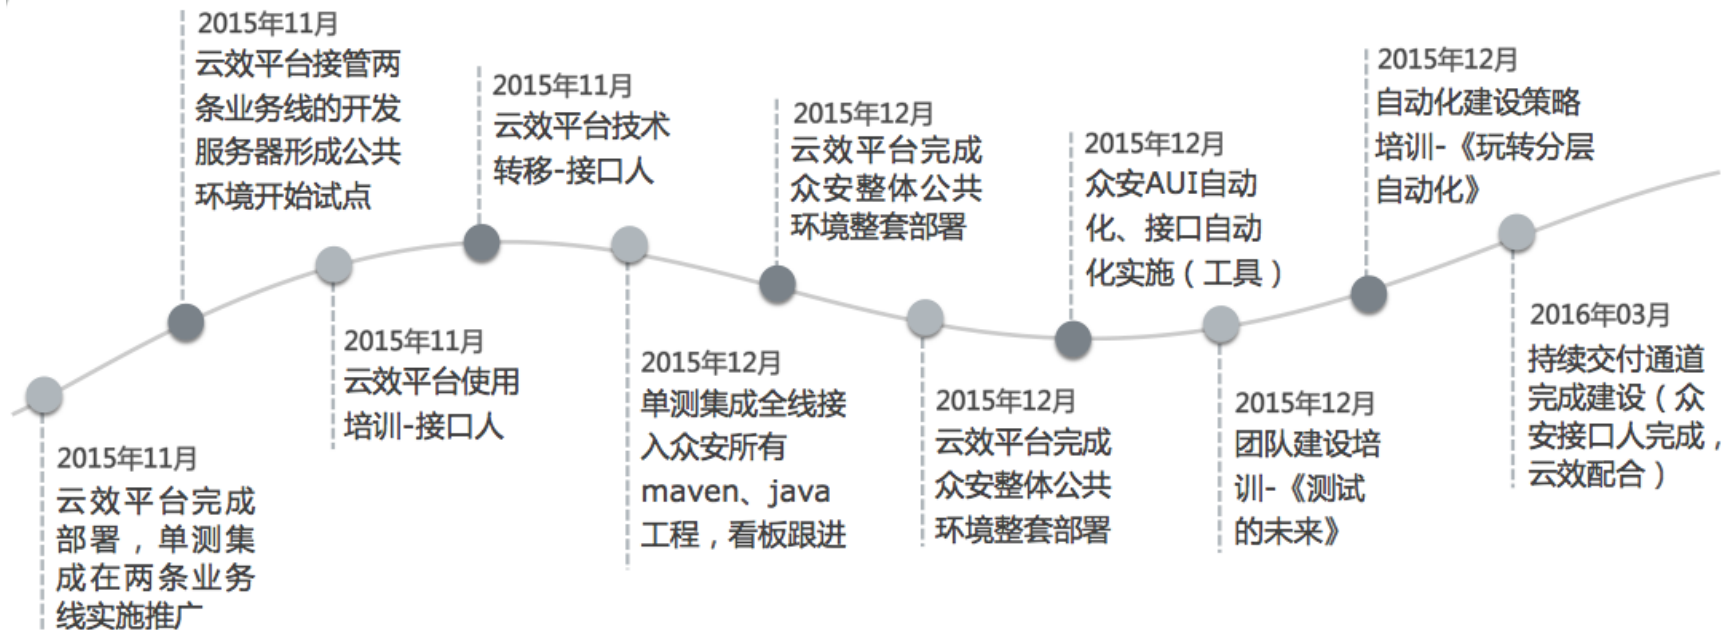 2015年11月
云效平台完成
部署，单测集
成在两条业务
线实施推广
2015年11月
云效平台接管两
条业务线的开发
服务器形成公共
环境开始试点
2015年11月
云效平台使用
培训-接口人
2015年11月
云效平台技术
转移-接口人
2015年12月
单测集成全线接
入众安所有
maven、java
工程，看板跟进
2015年12月
云效平台完成
众安整体公共
环境整套部署
2015年12月
云效平台完成
众安整体公共
环境整套部署
2015年12月
众安AUI自动
化、接口自动
化实施（工具）
2015年12月
团队建设培
训-《测试
的未来》
2015年12月
自动化建设策略
培训-《玩转分层
自动化》
2016年03月
持续交付通道
完成建设（众
安接口人完成，
云效配合）